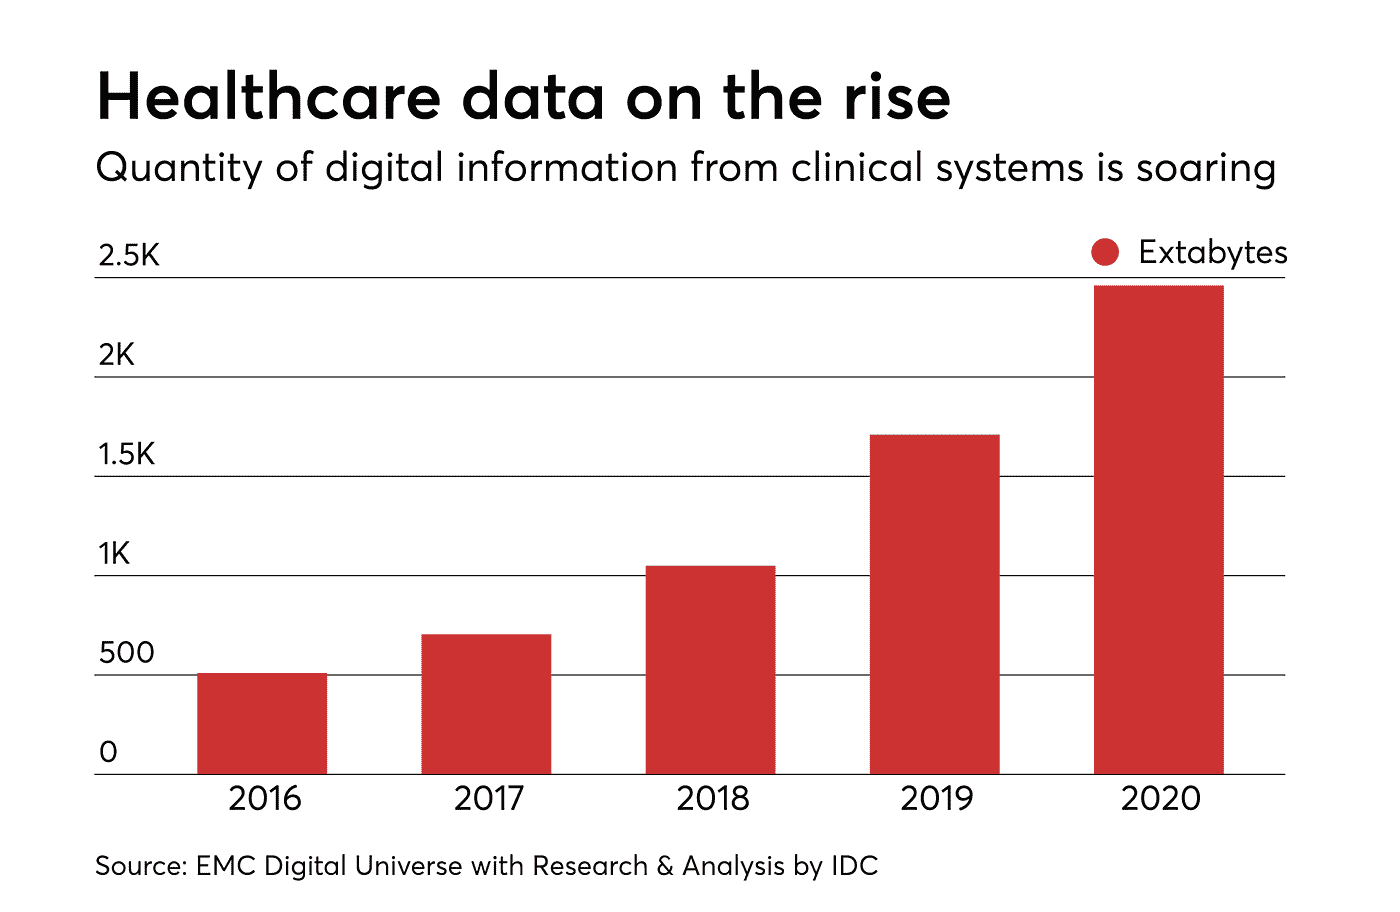 Healthcare data on the rise
Quantity of digital information from clinical systems is soaring
2.5K
Extabytes
2K
1.5K
1K
500
0
2016 2017 2018 2019 2020
Source: EMC Digital Universe with Research & Analysis by IDC